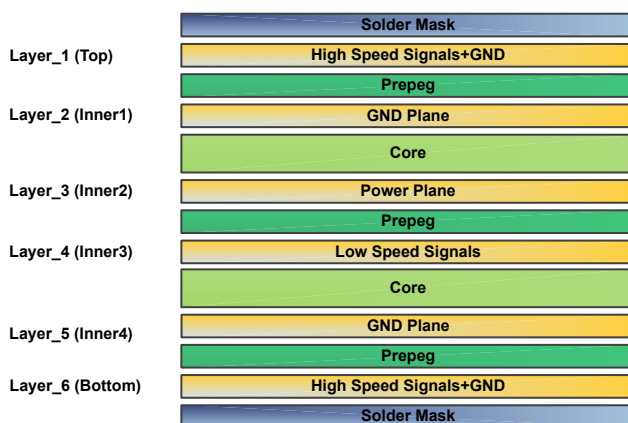 Solder Mask
Layer_1 (Top) High Speed Signals+GND
Prepeg
Layer_2 (Inner1) GND Plane
Core
Layer_3 (Inner2) Power Plane
Prepeg
Layer_4 (Inner3) Low Speed Signals
Core
Layer_5 (Inner4) GND Plane
Prepeg
Layer_6 (Bottom) High Speed Signals+GND
Solder Mask